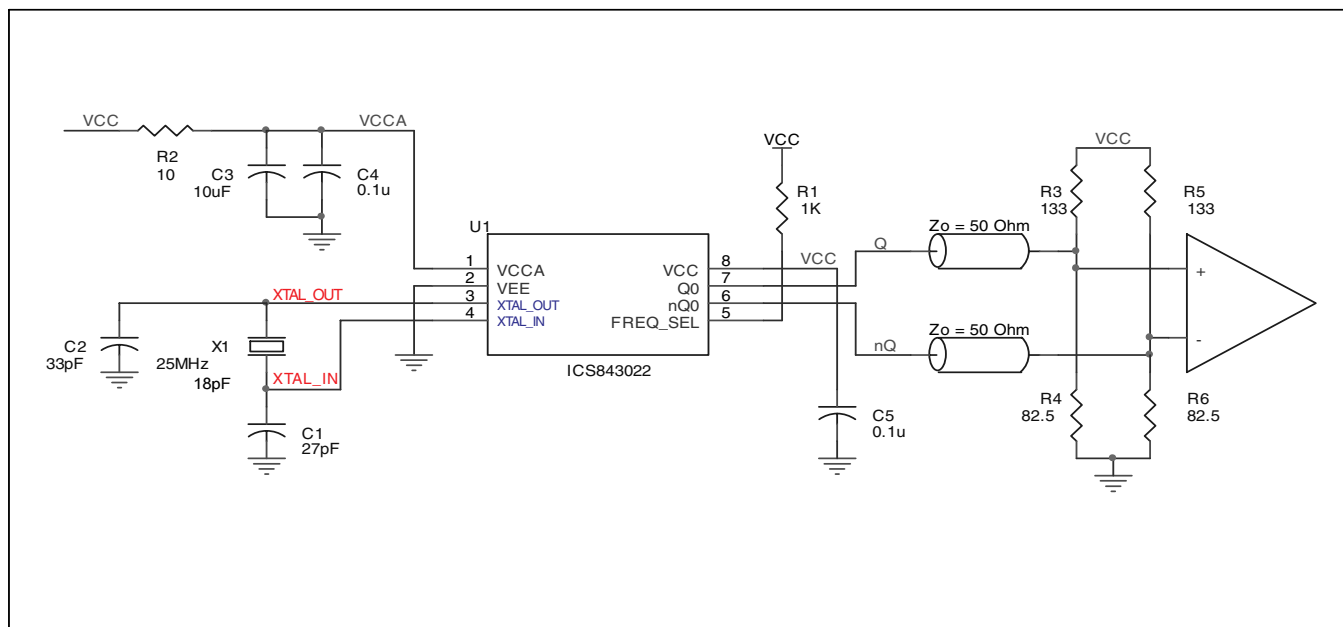 VCC
R2
10
C3
10uF
C4
0.1u
VCCA
VCC
R1
1K
VCC
R3
133
R5
133
U1
1
2
3
4
VCCA
VEE
XTAL_OUT
XTAL_IN
VCC
Q0
nQ0
FREQ_SEL
8
7
6
5
ICS843022
VCC
Q
Zo = 50 Ohm
nQ
Zo = 50 Ohm
+
-
XTAL_OUT
C2
33pF
X1
25MHz
18pF
XTAL_IN
C1
27pF
C5
0.1u
R4
82.5
R6
82.5